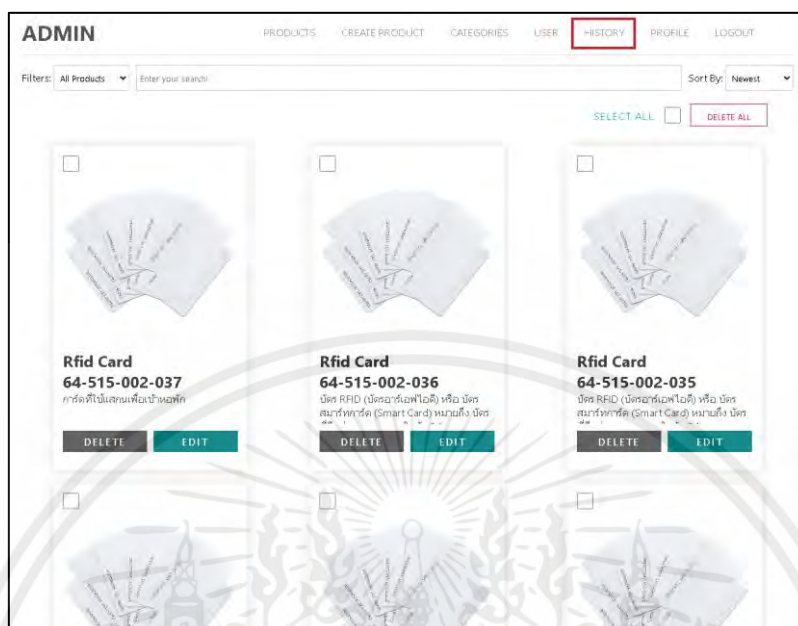 ADMIN
PRODUCTS CREATE PRODUCT CATEGORIES USER HISTORY PROFILE LOGOUT
Filters: All Products Enter your search! Sort By: Newest
SELECT ALL DELETE ALL
Rfid Card
64-515-002-037
การ์ดที่ใช้แสกนเพื่อเข้าหอพัก
DELETE EDIT
Rfid Card
64-515-002-036
บัตร RFID (บัตรอาร์เอฟไอดี) หรือ บัตร
สมาร์ทการ์ด (Smart Card) หมายถึง บัตร
DELETE EDIT
Rfid Card
64-515-002-035
บัตร RFID (บัตรอาร์เอฟไอดี) หรือ บัตร
สมาร์ทการ์ด (Smart Card) หมายถึง บัตร
DELETE EDIT